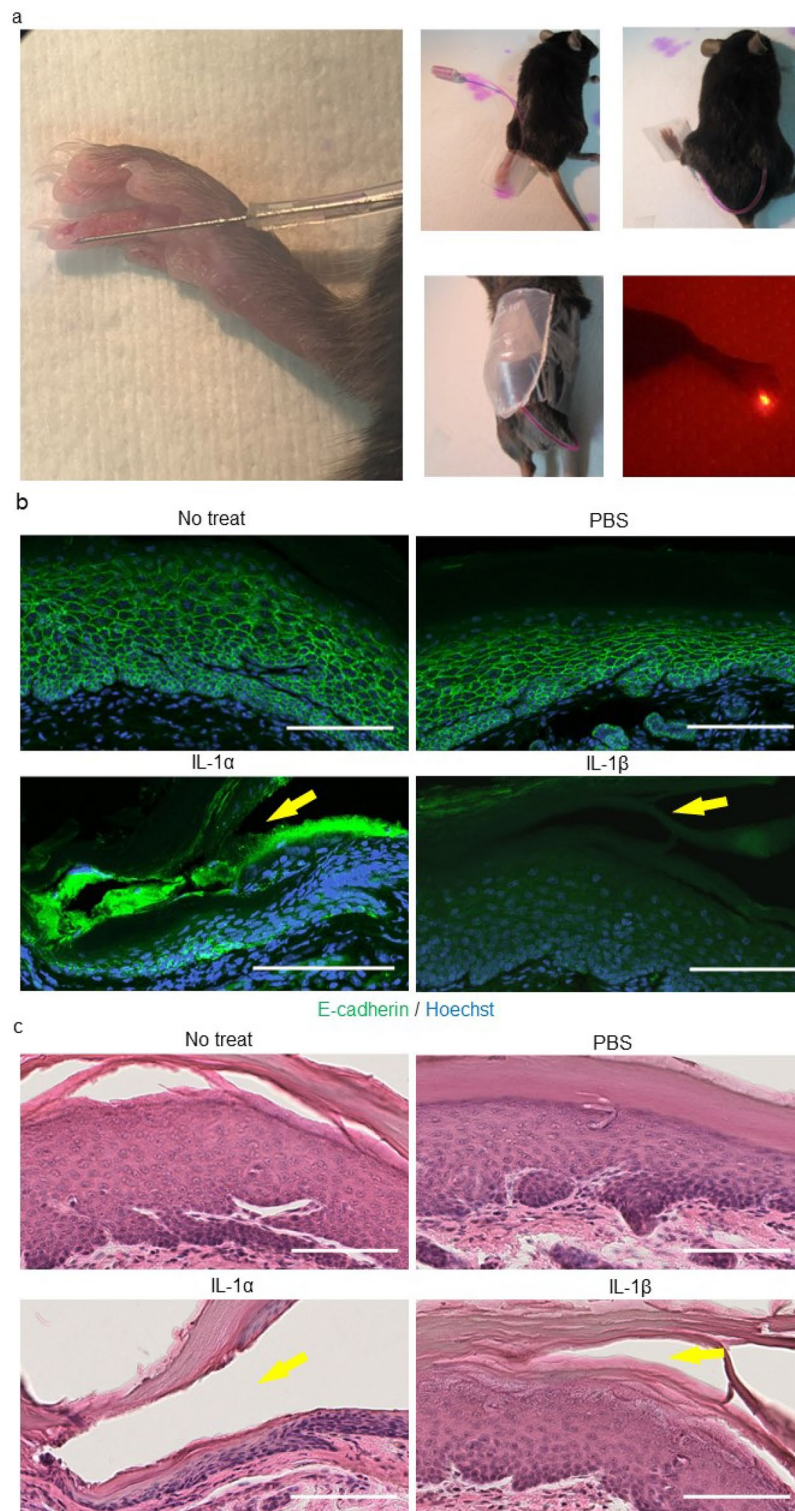 a
b
No treat PBS
IL-1α IL-1β
E-cadherin / Hoechst
c
No treat PBS
IL-1α IL-1β